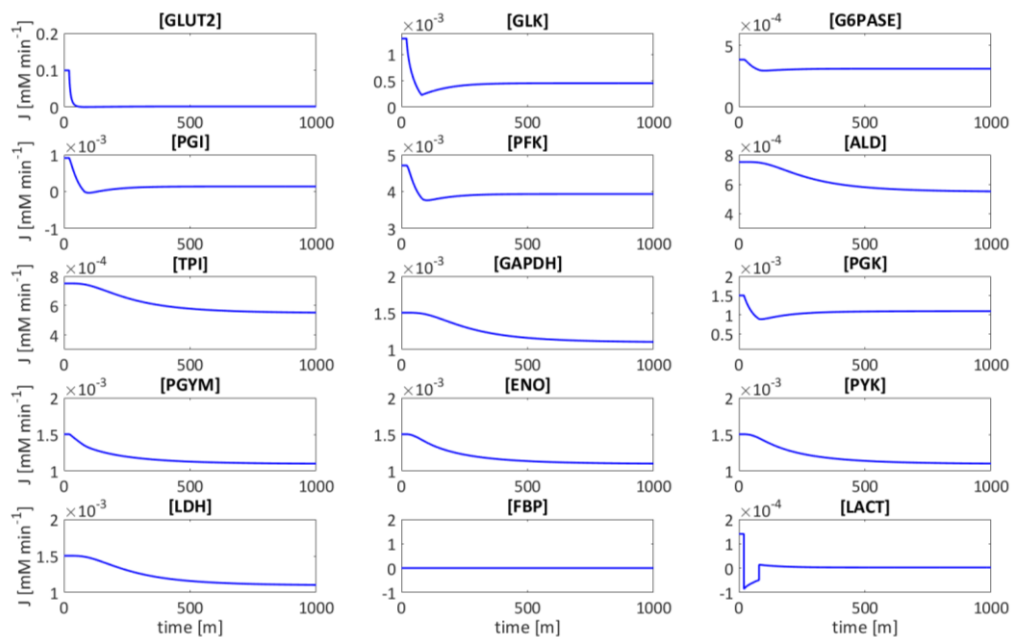 [GLUT2] [GLK] [G6PASE]
×10⁻³ ×10⁻⁴
J [mM min⁻¹]
0.2 0.1 0
1 0.5 0
5 0
0 500 1000 0 500 1000 0 500 1000
[PGI] [PFK] [ALD]
×10⁻³ ×10⁻³ ×10⁻⁴
J [mM min⁻¹]
1 0 -1
5 4 3
8 6 4
0 500 1000 0 500 1000 0 500 1000
[TPI] [GAPDH] [PGK]
×10⁻⁴ ×10⁻³ ×10⁻³
J [mM min⁻¹]
8 6 4
2 1.5 1
1.5 1 0.5
0 500 1000 0 500 1000 0 500 1000
[PGYM] [ENO] [PYK]
×10⁻³ ×10⁻³ ×10⁻³
J [mM min⁻¹]
2 1.5 1
2 1.5 1
2 1.5 1
0 500 1000 0 500 1000 0 500 1000
[LDH] [FBP] [LACT]
×10⁻³ ×10⁻⁴
J [mM min⁻¹]
2 1.5 1
2 1 0 -1
2 1 0 -1
0 500 1000 0 500 1000 0 500 1000
time [m] time [m] time [m]